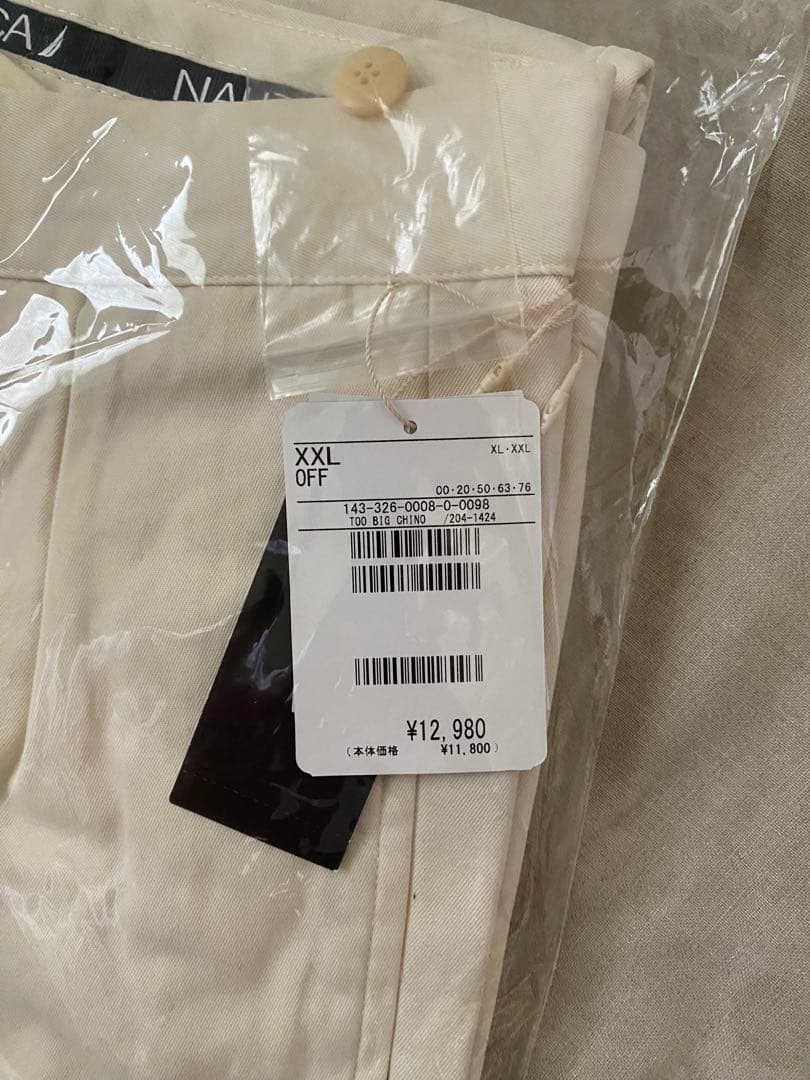 XXL
XL・XXL
OFF
00・20・50・63・76
143-326-0008-0-0098
TOO BIG CHINO /204-1424
¥12,980
(本体価格 ¥11,800)